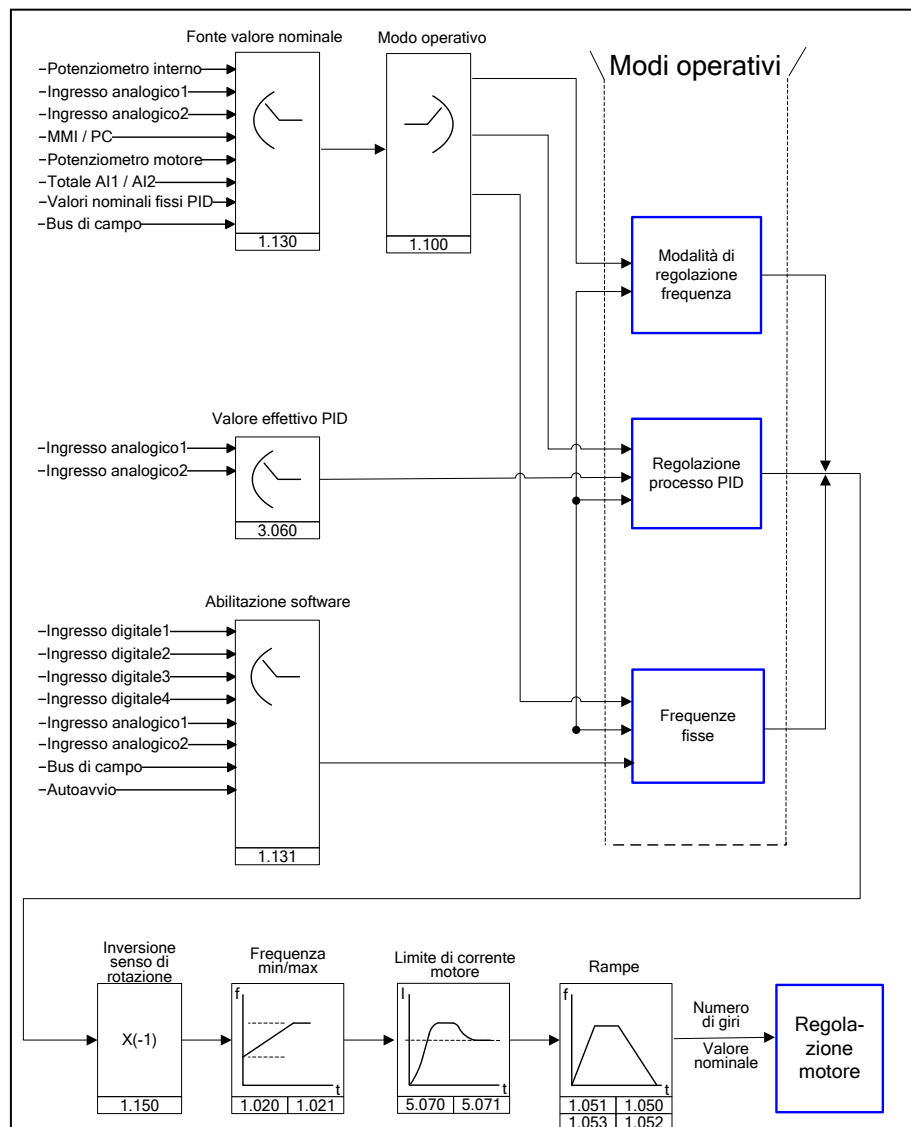 Fonte valore nominale
Modo operativo
Modi operativi
Potenziometro interno
Ingresso analogico1
Ingresso analogico2
MMI / PC
Potenziometro motore
Totale AI1 / AI2
Valori nominali fissi PID
Bus di campo
1.130
1.100
Modalità di
regolazione
frequenza
Valore effettivo PID
Ingresso analogico1
Ingresso analogico2
3.060
Regolazione
processo PID
Abilitazione software
Ingresso digitale1
Ingresso digitale2
Ingresso digitale3
Ingresso digitale4
Ingresso analogico1
Ingresso analogico2
Bus di campo
Autoavvio
1.131
Frequenze
fisse
Inversione
senso di
rotazione
X(-1)
1.150
Frequenza
min/max
f
t
1.020 1.021
Limite di corrente
motore
I
t
5.070 5.071
Rampe
f
t
1.051 1.050
1.053 1.052
Numero
di giri
Valore
nominale
Regola-
zione
motore